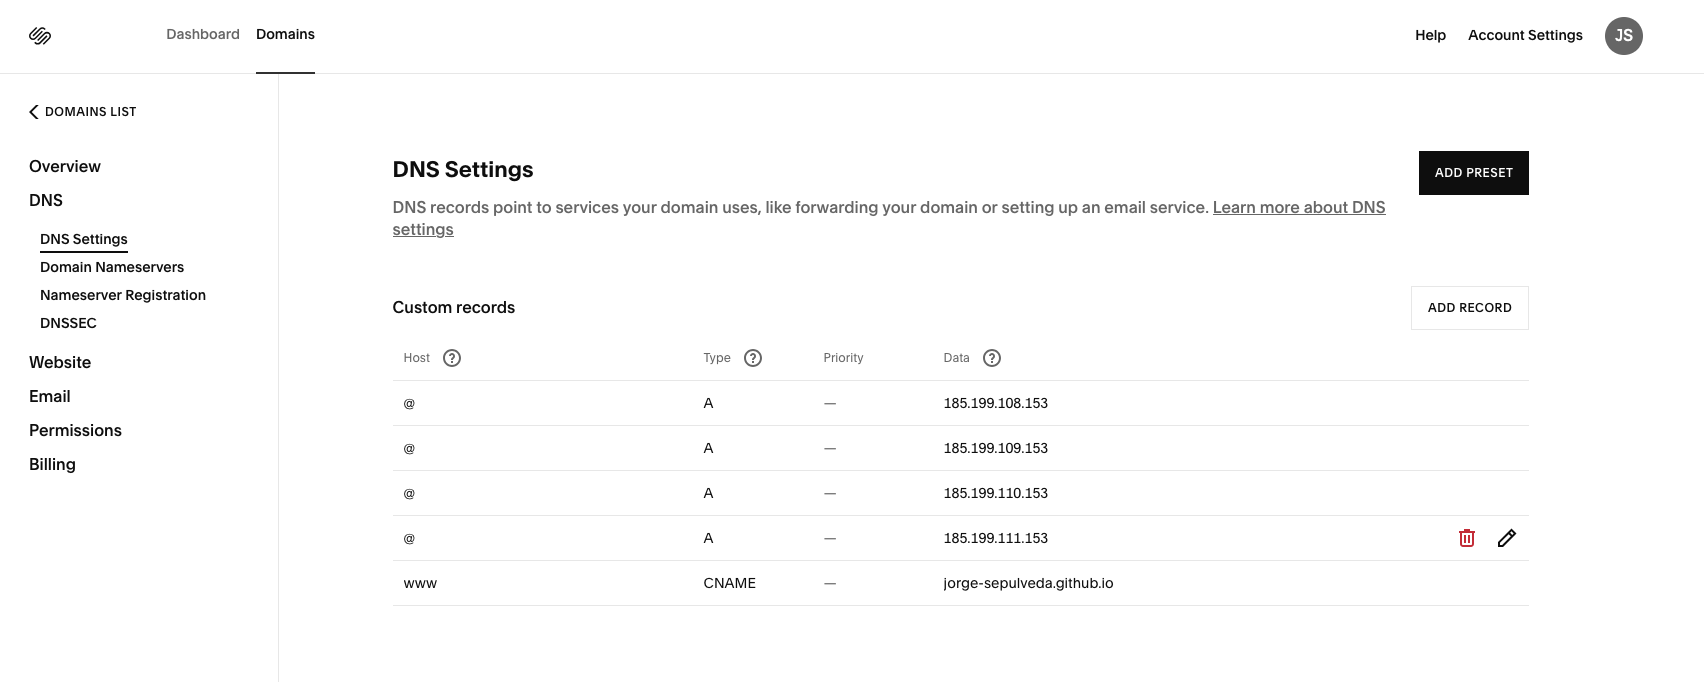 Dashboard Domains Help Account Settings JS
DOMAINS LIST
Overview
DNS
DNS Settings
Domain Nameservers
Nameserver Registration
DNSSEC
Website
Email
Permissions
Billing
DNS Settings
ADD PRESET
DNS records point to services your domain uses, like forwarding your domain or setting up an email service. Learn more about DNS
settings
Custom records
ADD RECORD
Host ? Type ? Priority Data ?
@ A — 185.199.108.153
@ A — 185.199.109.153
@ A — 185.199.110.153
@ A — 185.199.111.153
www CNAME — jorge-sepulveda.github.io